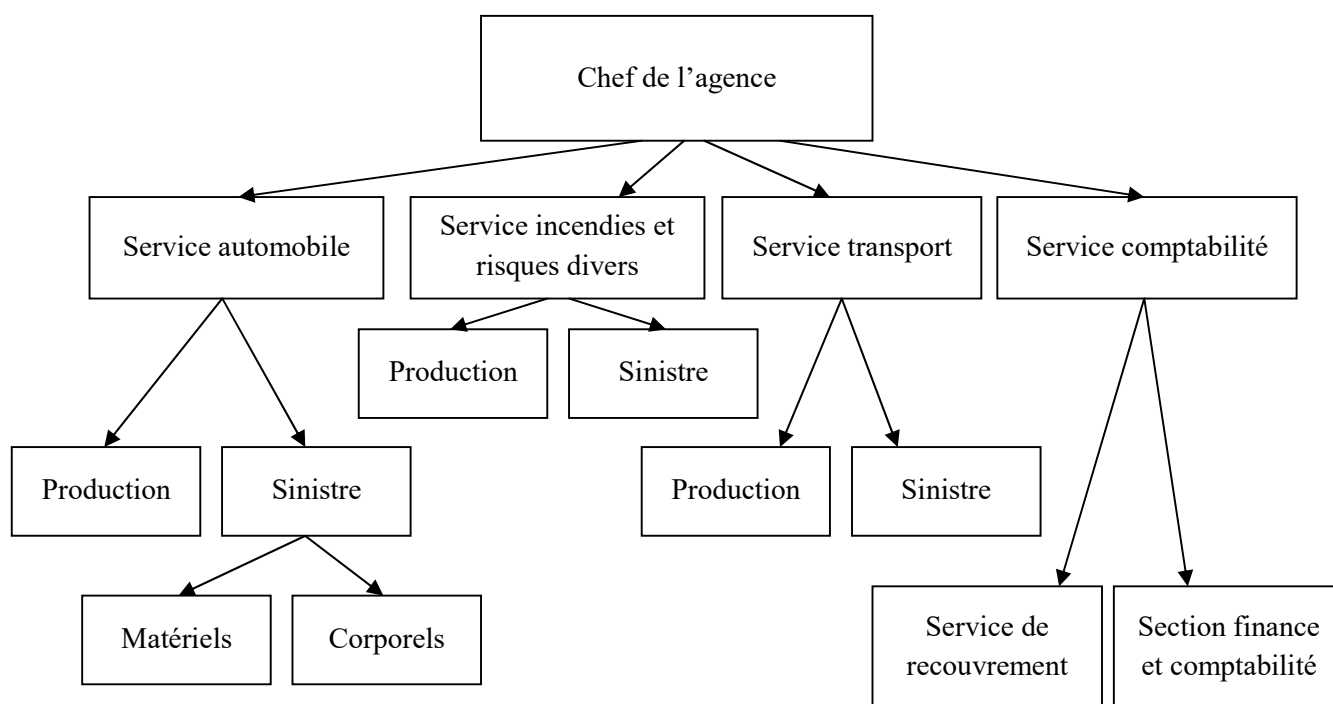 Chef de l’agence
Service automobile
Service incendies et
risques divers
Service transport
Service comptabilité
Production
Sinistre
Production
Sinistre
Production
Sinistre
Matériels
Corporels
Service de
recouvrement
Section finance
et comptabilité